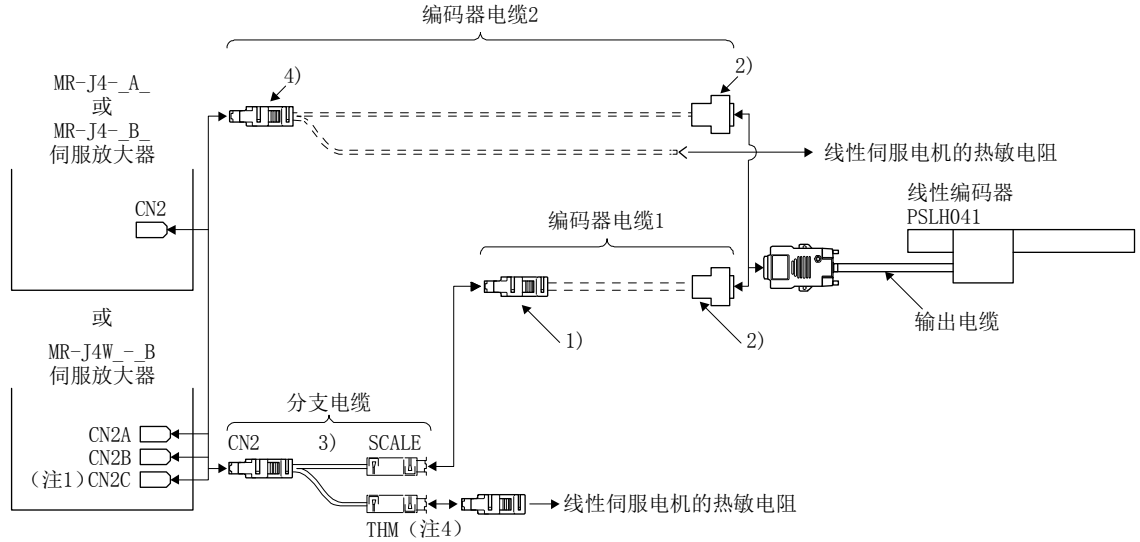 编码器电缆2
MR-J4-_A_
或
MR-J4-_B_
伺服放大器
4)
2)
线性伺服电机的热敏电阻
CN2
编码器电缆1
线性编码器
PSLH041
1)
2)
输出电缆
或
MR-J4W_-_B
伺服放大器
分支电缆
CN2A
CN2B
(注1)CN2C
CN2
3)
SCALE
THM(注4)
线性伺服电机的热敏电阻